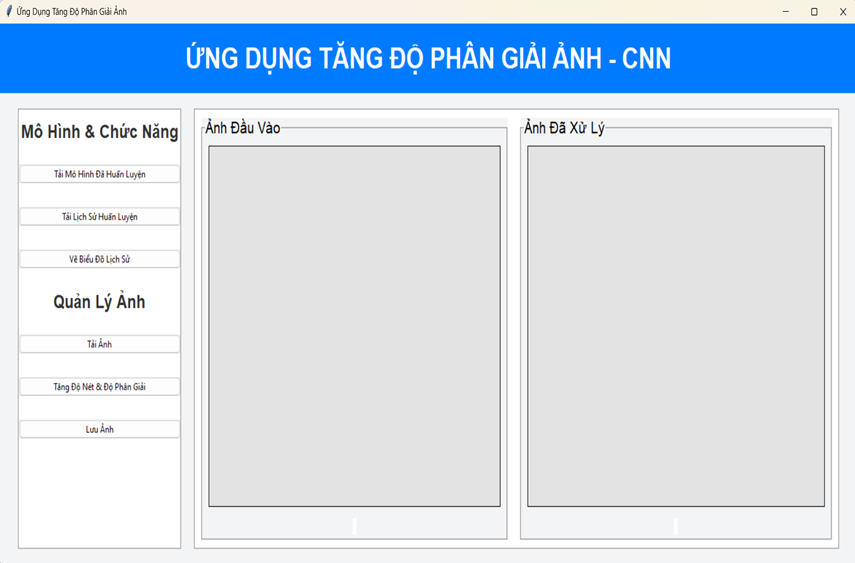 Ứng Dụng Tăng Độ Phân Giải Ảnh
ỨNG DỤNG TĂNG ĐỘ PHÂN GIẢI ẢNH - CNN
Mô Hình & Chức Năng
Tải Mô Hình Đã Huấn Luyện
Tải Lịch Sử Huấn Luyện
Vẽ Biểu Đồ Lịch Sử
Quản Lý Ảnh
Tải Ảnh
Tăng Độ Nét & Độ Phân Giải
Lưu Ảnh
Ảnh Đầu Vào
Ảnh Đã Xử Lý